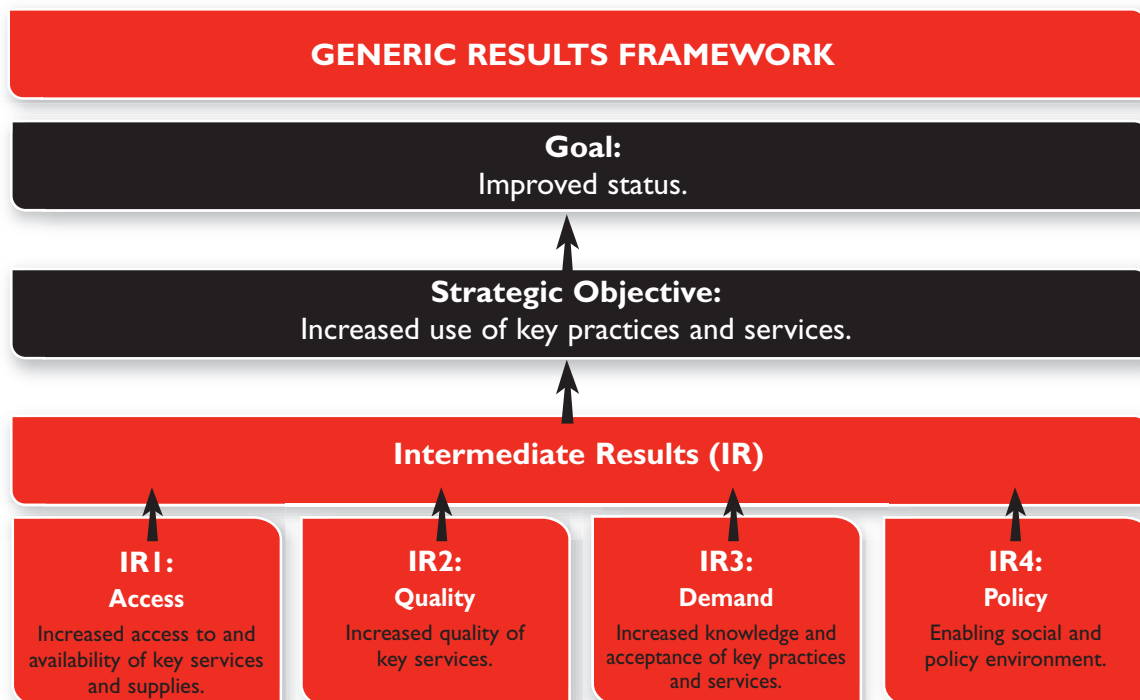 GENERIC RESULTS FRAMEWORK
Goal:
Improved status.
Strategic Objective:
Increased use of key practices and services.
Intermediate Results (IR)
IR1:
Access
Increased access to and
availability of key services
and supplies.
IR2:
Quality
Increased quality of
key services.
IR3:
Demand
Increased knowledge and
acceptance of key practices
and services.
IR4:
Policy
Enabling social and
policy environment.